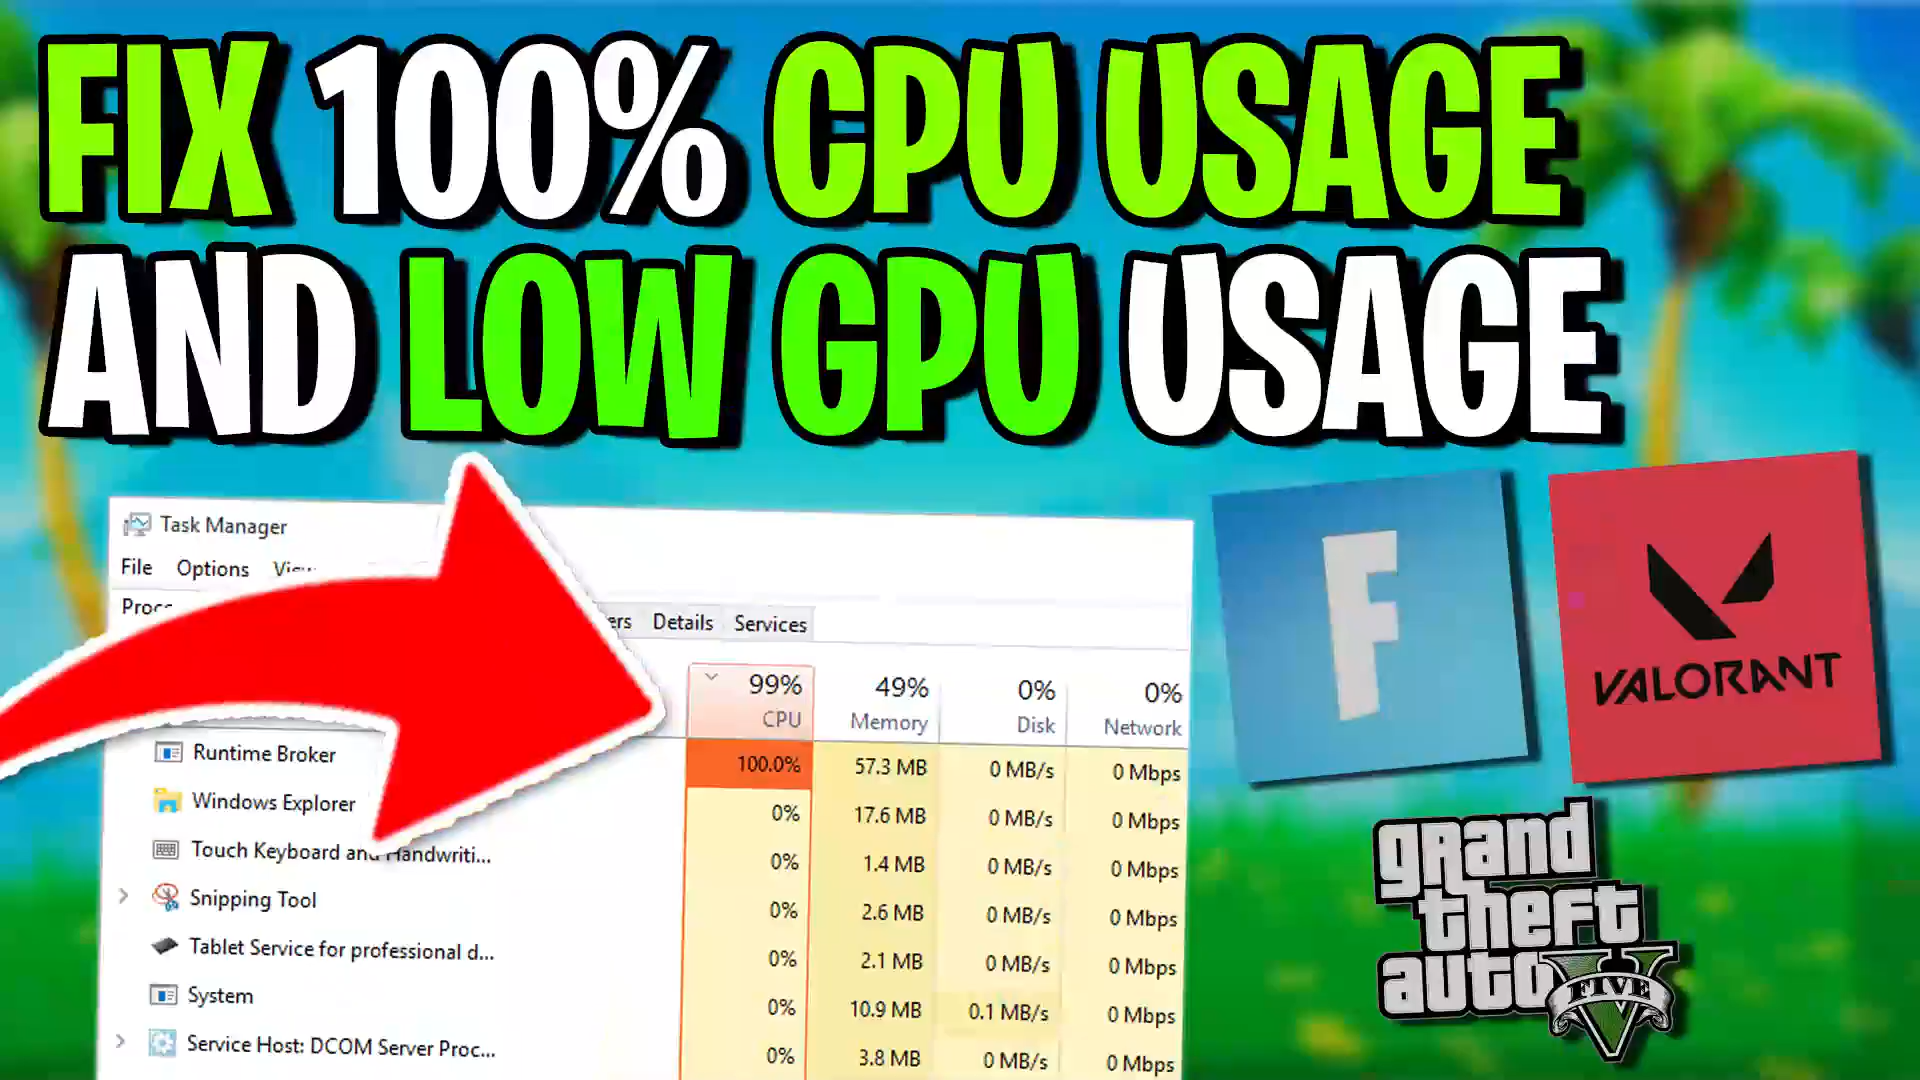 FIX 100% CPU USAGE
AND LOW GPU USAGE
Task Manager
File Options
Details Services
99% 49% 0% 0%
CPU Memory Disk Network
Runtime Broker 100.0% 57.3 MB 0 MB/s 0 Mbps
Windows Explorer 0% 17.6 MB 0 MB/s 0 Mbps
Touch Keyboard and Handwriti... 0% 1.4 MB 0 MB/s 0 Mbps
Snipping Tool 0% 2.6 MB 0 MB/s 0 Mbps
Tablet Service for professional d... 0% 2.1 MB 0 MB/s 0 Mbps
System 0% 10.9 MB 0.1 MB/s 0 Mbps
Service Host: DCOM Server Proc... 0% 3.8 MB 0 MB/s 0 Mbps
F
VALORANT
grand
theft
auto V
FIVE